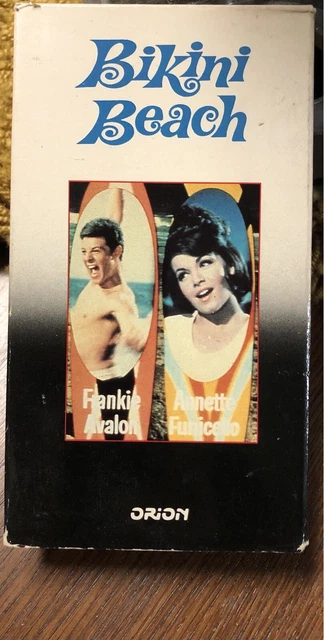 Bikini
Beach
Frankie Annette
Avalon Funicello
ORION